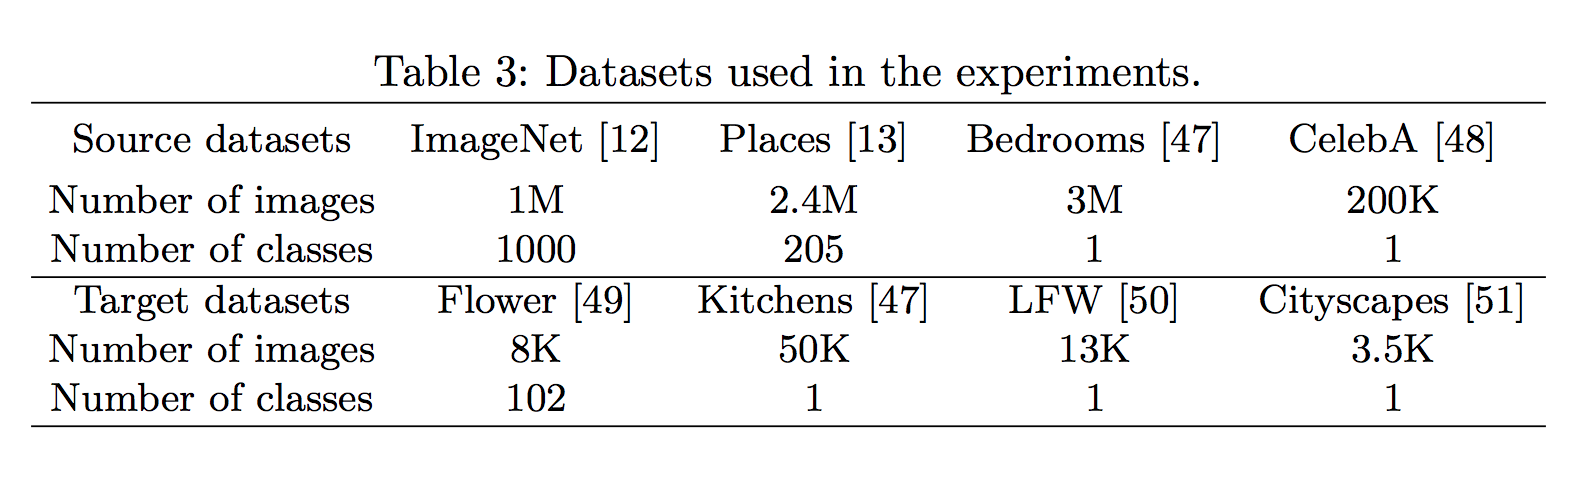 Table 3: Datasets used in the experiments.
Source datasets ImageNet [12] Places [13] Bedrooms [47] CelebA [48]
Number of images 1M 2.4M 3M 200K
Number of classes 1000 205 1 1
Target datasets Flower [49] Kitchens [47] LFW [50] Cityscapes [51]
Number of images 8K 50K 13K 3.5K
Number of classes 102 1 1 1